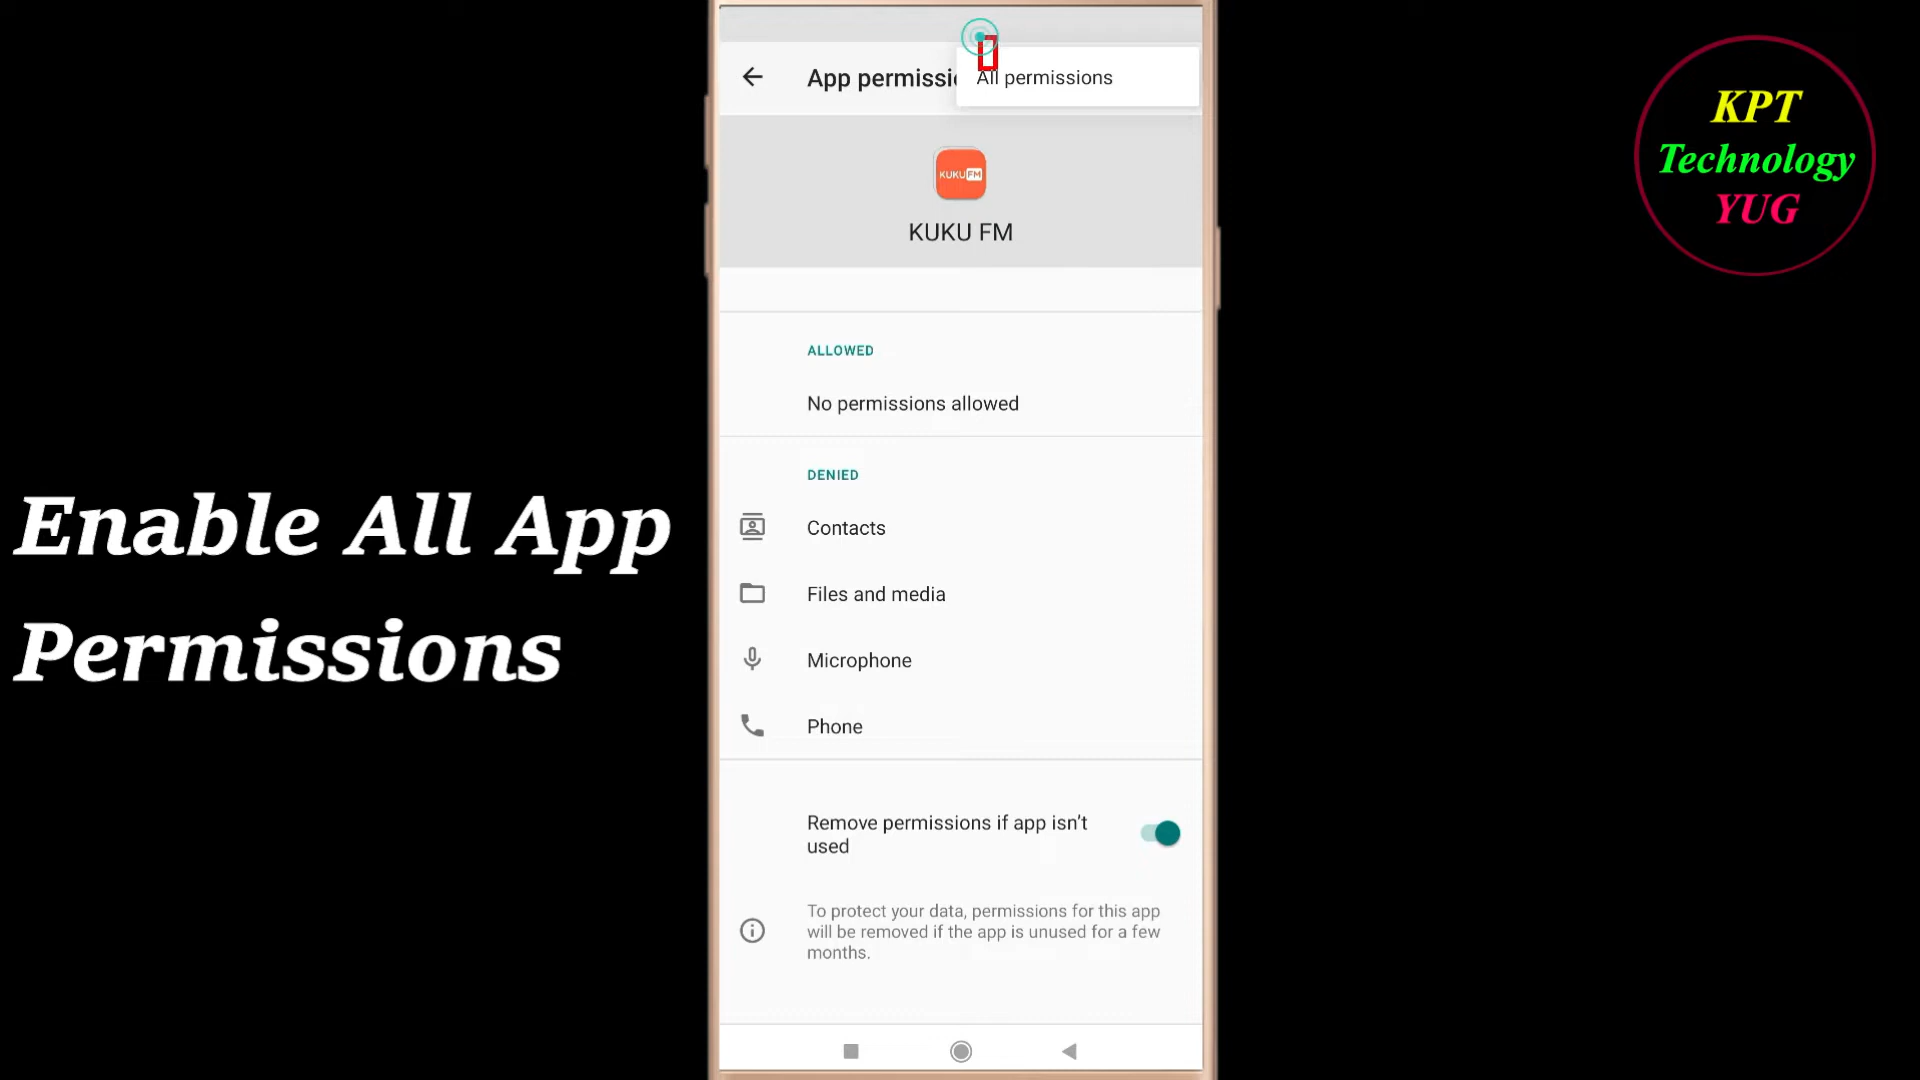 App permissi
All permissions
KUKU FM
KUKU FM
ALLOWED
No permissions allowed
DENIED
Contacts
Files and media
Microphone
Phone
Remove permissions if app isn't
used
To protect your data, permissions for this app
will be removed if the app is unused for a few
months.
Enable All App
Permissions
KPT
Technology
YUG